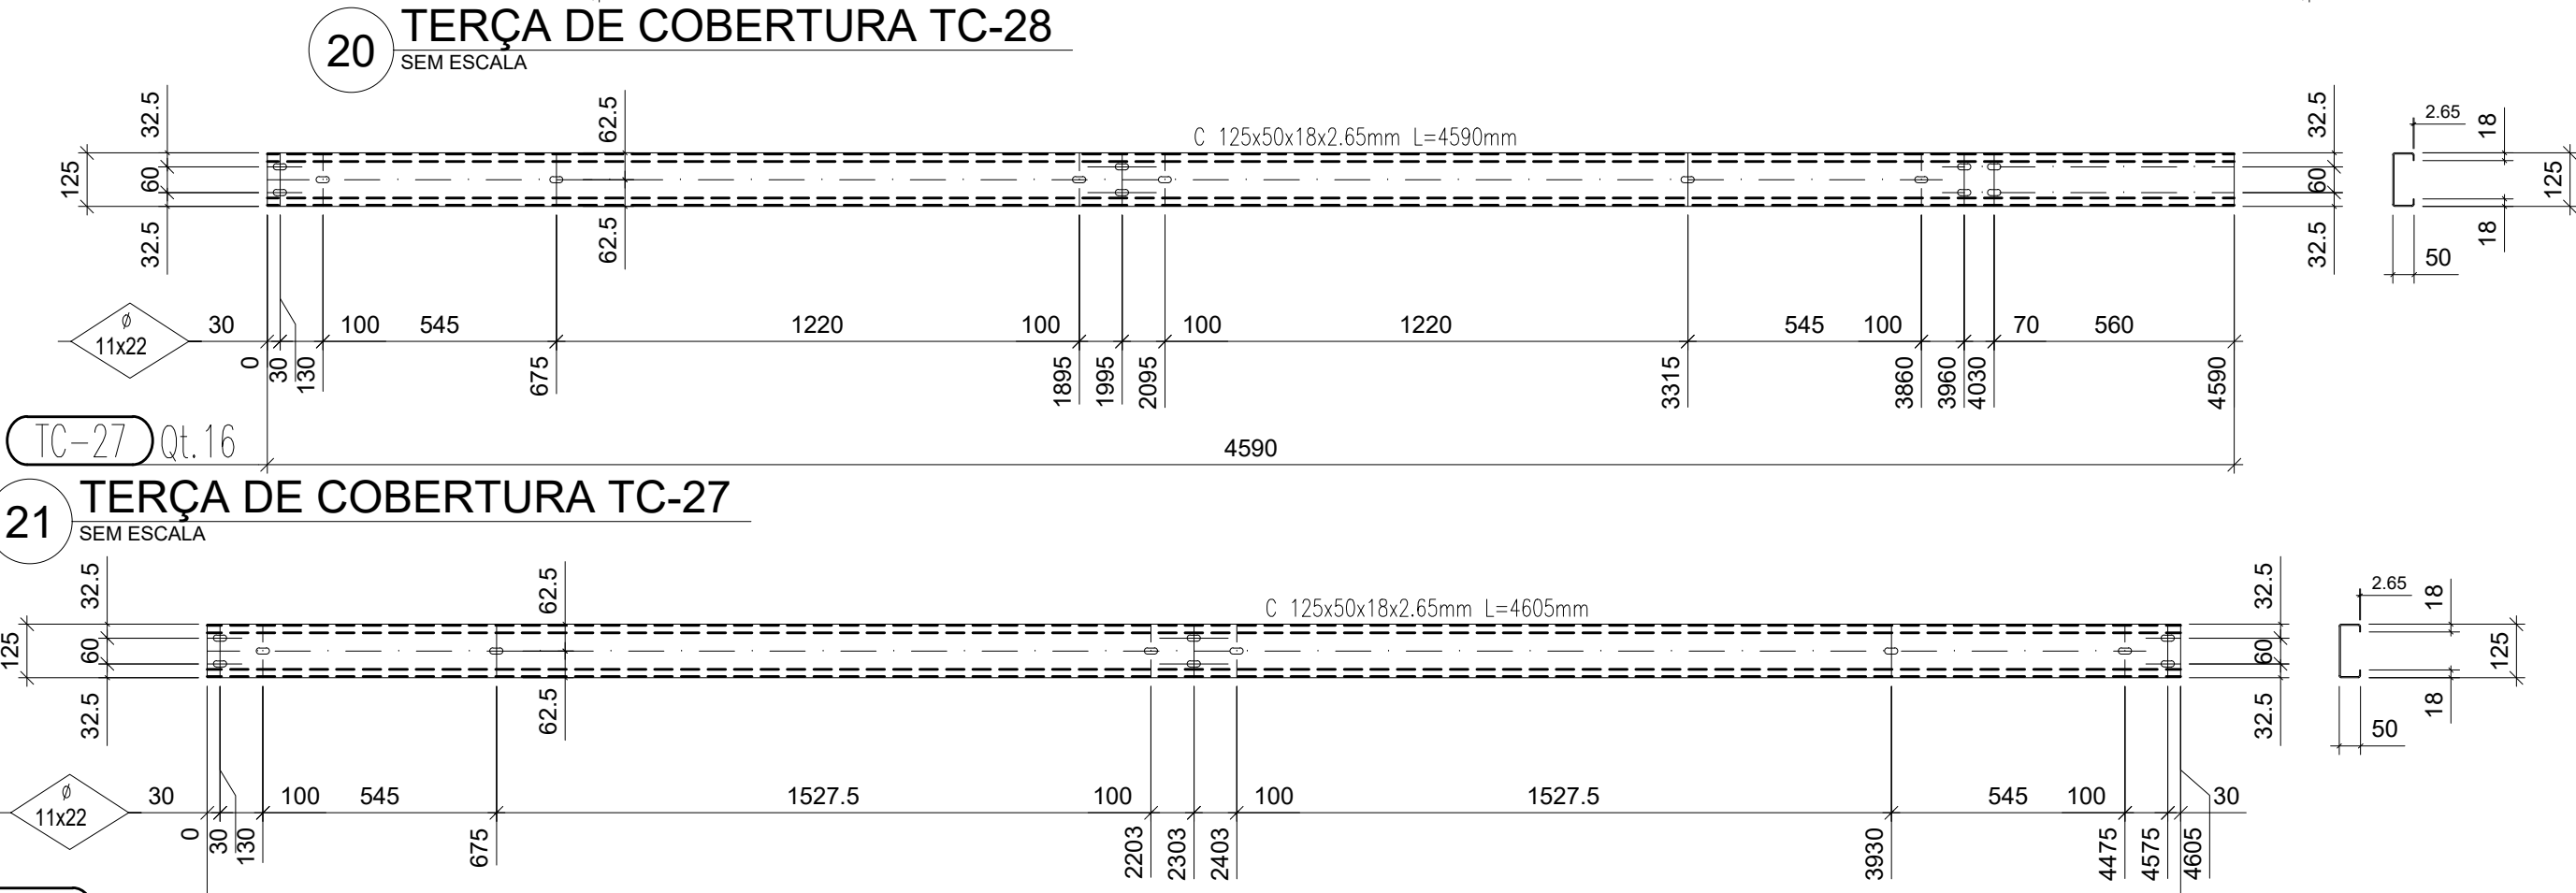 20 TERÇA DE COBERTURA TC-28
SEM ESCALA
C 125x50x18x2.65mm L=4590mm
32.5 60 32.5 125
62.5 62.5
32.5 60 32.5
2.65 18 125 18 50
Ø 11x22
30 100 545 1220 100 100 1220 545 100 70 560
0 30 130 675 1895 1995 2095 3315 3860 3960 4030 4590
4590
TC-27 Qt.16
21 TERÇA DE COBERTURA TC-27
SEM ESCALA
C 125x50x18x2.65mm L=4605mm
32.5 60 32.5 125
62.5 62.5
32.5 60 32.5
2.65 18 125 18 50
Ø 11x22
30 100 545 1527.5 100 100 1527.5 545 100 30
0 30 130 675 2203 2303 2403 3930 4475 4575 4605